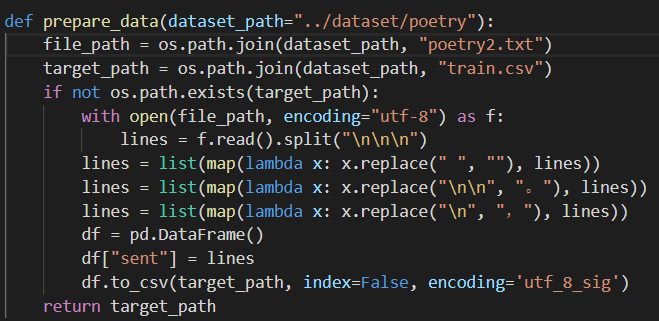 def prepare_data(dataset_path="../dataset/poetry"):
    file_path = os.path.join(dataset_path, "poetry2.txt")
    target_path = os.path.join(dataset_path, "train.csv")
    if not os.path.exists(target_path):
        with open(file_path, encoding="utf-8") as f:
            lines = f.read().split("\n\n\n")
        lines = list(map(lambda x: x.replace(" ", ""), lines))
        lines = list(map(lambda x: x.replace("\n\n", "。"), lines))
        lines = list(map(lambda x: x.replace("\n", "，"), lines))
        df = pd.DataFrame()
        df["sent"] = lines
        df.to_csv(target_path, index=False, encoding='utf_8_sig')
    return target_path